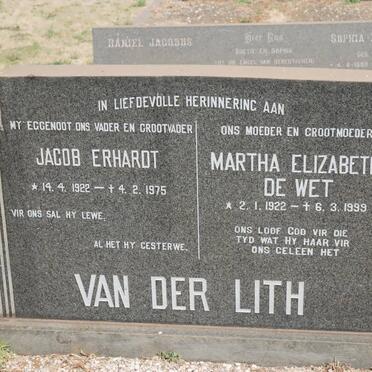 DANIEL JACOBUS
Hier Rus
SOPHIA
IN LIEFDEVOLLE HERINNERING AAN
MY EGGENOOT ONS VADER EN GROOTVADER
JACOB ERHARDT
* 14.4.1922 — + 4.2.1975
VIR ONS SAL HY LEWE,
AL HET HY GESTERWE.
ONS MOEDER EN GROOTMOEDER
MARTHA ELIZABETH
DE WET
* 2.1.1922 — + 6.3.1999
ONS LOOF GOD VIR DIE
TYD WAT HY HAAR VIR
ONS GELEEN HET
VAN DER LITH